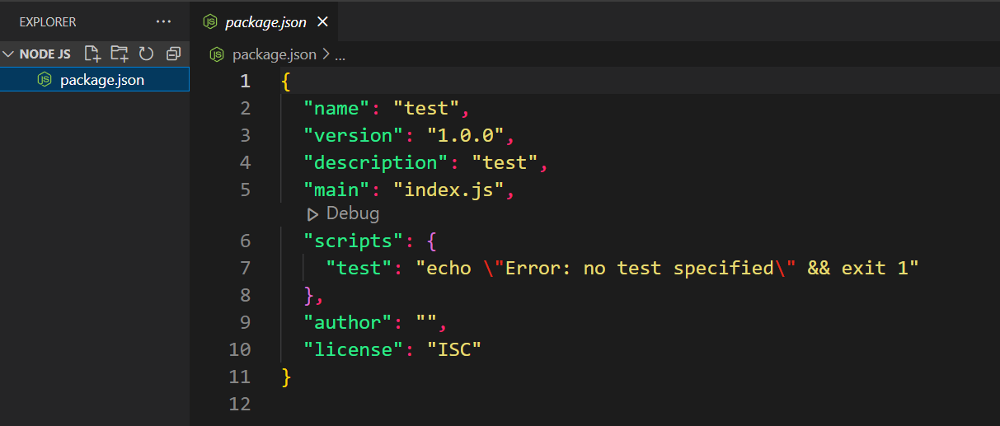 EXPLORER ...
NODE JS
package.json
package.json
package.json > ...
1 {
2 "name": "test",
3 "version": "1.0.0",
4 "description": "test",
5 "main": "index.js",
Debug
6 "scripts": {
7 "test": "echo \"Error: no test specified\" && exit 1"
8 },
9 "author": "",
10 "license": "ISC"
11 }
12